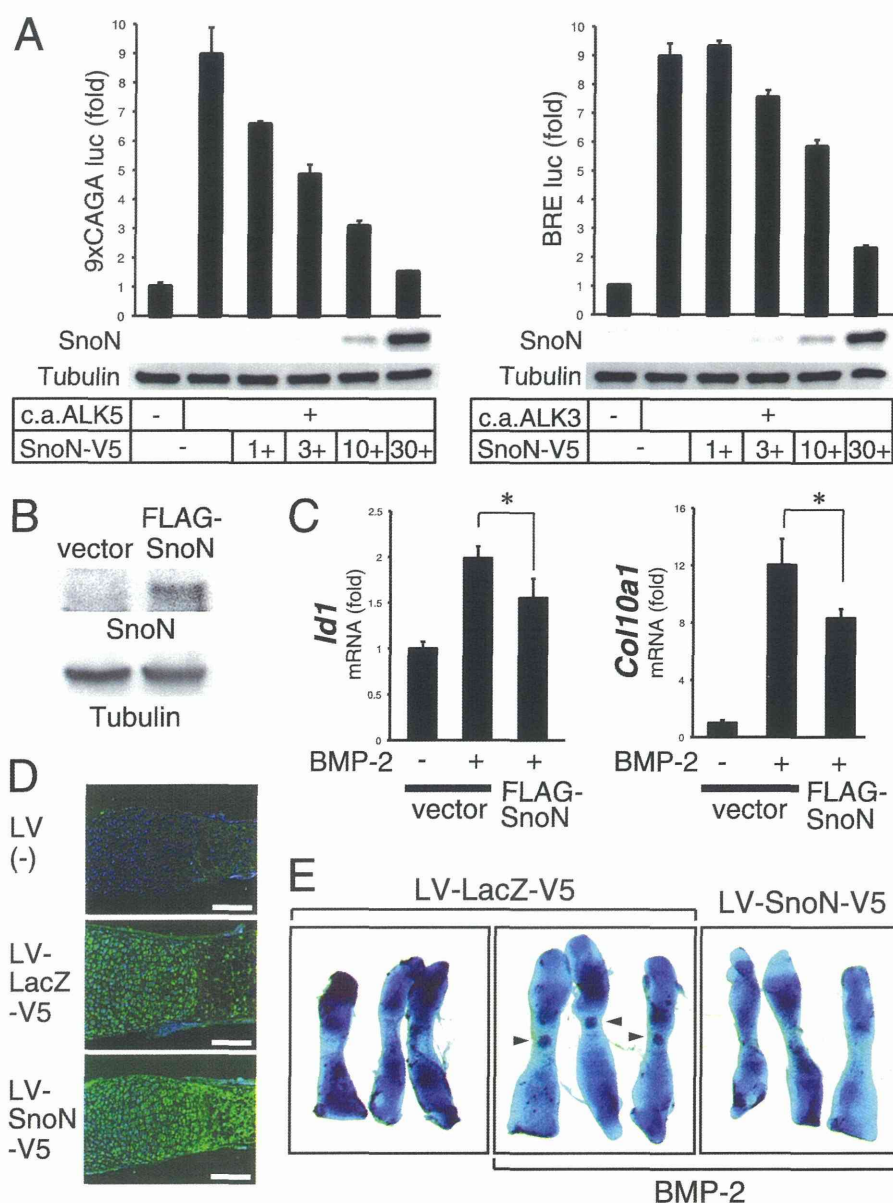 A
9xCAGA luc (fold)
10
9
8
7
6
5
4
3
2
1
0
SnoN
Tubulin
c.a.ALK5 - +
SnoN-V5 - 1+ 3+ 10+ 30+
BRE luc (fold)
10
9
8
7
6
5
4
3
2
1
0
SnoN
Tubulin
c.a.ALK3 - +
SnoN-V5 - 1+ 3+ 10+ 30+
B
vector FLAG-
SnoN
SnoN
Tubulin
C
Id1
mRNA (fold)
2.5
2
1.5
1
0.5
0
*
BMP-2 - + +
vector FLAG-
SnoN
Col10a1
mRNA (fold)
16
12
8
4
0
*
BMP-2 - + +
vector FLAG-
SnoN
D
LV
(-)
LV-
LacZ
-V5
LV-
SnoN
-V5
E
LV-LacZ-V5
LV-SnoN-V5
BMP-2